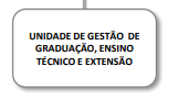 UNIDADE DE GESTÃO DE
GRADUAÇÃO, ENSINO
TÉCNICO E EXTENSÃO